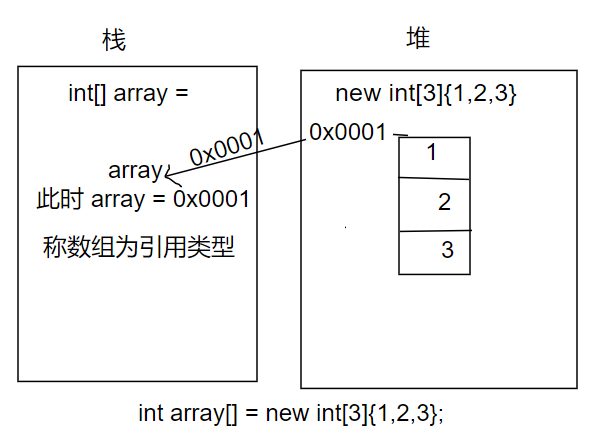 栈
堆
int[] array =
new int[3]{1,2,3}
0x0001
0x0001
array
此时 array = 0x0001
称数组为引用类型
1
2
3
int array[] = new int[3]{1,2,3};